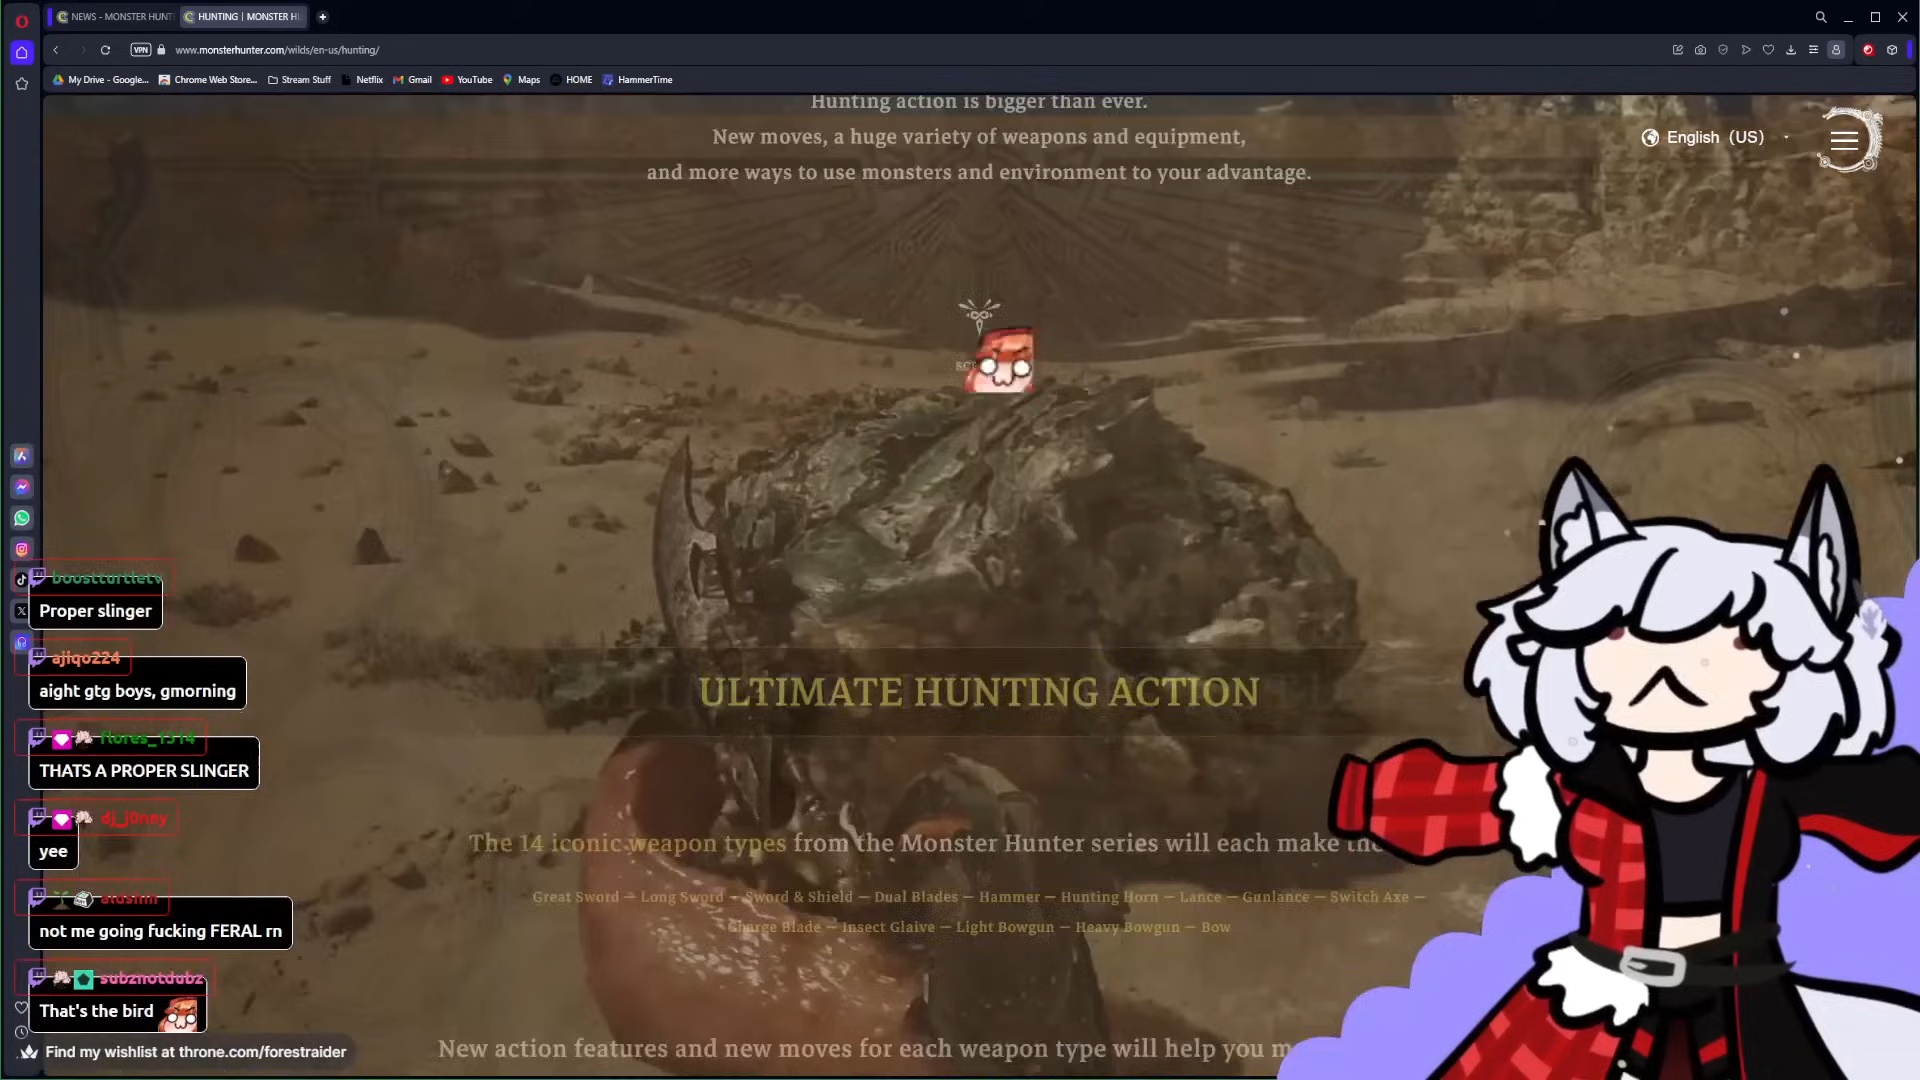 NEWS - MONSTER HUNT
HUNTING | MONSTER HU
VPN
www.monsterhunter.com/wilds/en-us/hunting/
My Drive - Google...
Chrome Web Store...
Stream Stuff
Netflix
Gmail
YouTube
Maps
HOME
HammerTime
Hunting action is bigger than ever.
New moves, a huge variety of weapons and equipment,
and more ways to use monsters and environment to your advantage.
English (US)
ULTIMATE HUNTING ACTION
The 14 iconic weapon types from the Monster Hunter series will each make the
Great Sword — Long Sword — Sword & Shield — Dual Blades — Hammer — Hunting Horn — Lance — Gunlance — Switch Axe —
Charge Blade — Insect Glaive — Light Bowgun — Heavy Bowgun — Bow
New action features and new moves for each weapon type will help you m
boostturtletv
Proper slinger
ajiqo224
aight gtg boys, gmorning
flores_1314
THATS A PROPER SLINGER
dj_j0nny
yee
not me going fucking FERAL rn
subznotdubz
That's the bird
Find my wishlist at throne.com/forestraider